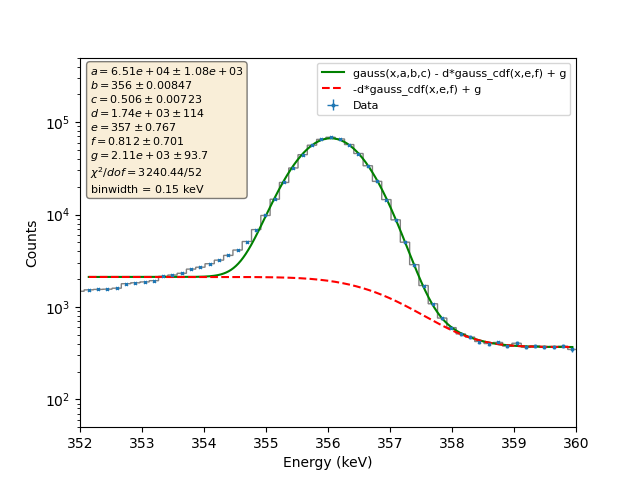 a = 6.51e + 04 ± 1.08e + 03
b = 356 ± 0.00847
c = 0.506 ± 0.00723
d = 1.74e + 03 ± 114
e = 357 ± 0.767
f = 0.812 ± 0.701
g = 2.11e + 03 ± 93.7
χ²/dof = 3240.44/52
binwidth = 0.15 keV
gauss(x,a,b,c) - d*gauss_cdf(x,e,f) + g
-d*gauss_cdf(x,e,f) + g
Data
10⁵
10⁴
10³
10²
Counts
352 353 354 355 356 357 358 359 360
Energy (keV)